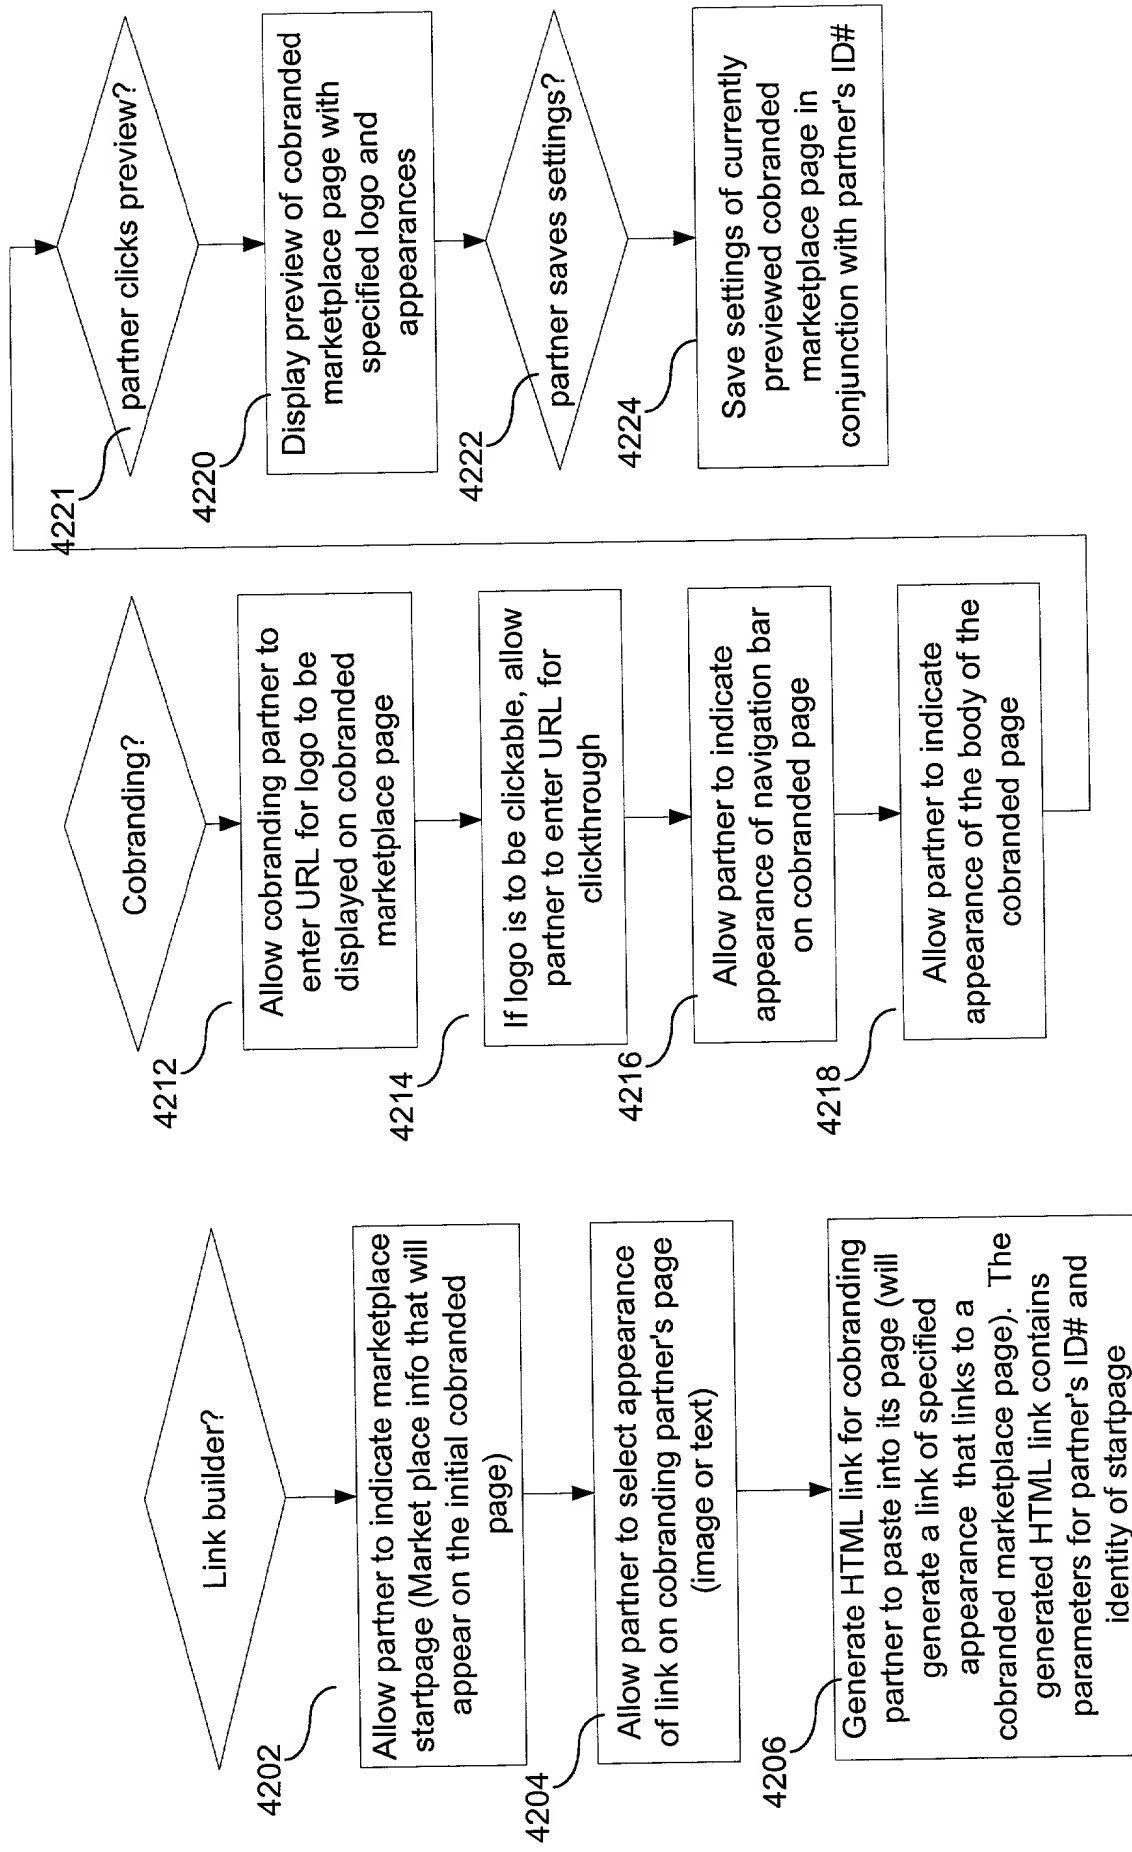 Link builder?
4202
Allow partner to indicate marketplace
startpage (Market place info that will
appear on the initial cobranded
page)
4204
Allow partner to select appearance
of link on cobranding partner's page
(image or text)
4206
Generate HTML link for cobranding
partner to paste into its page (will
generate a link of specified
appearance that links to a
cobranded marketplace page). The
generated HTML link contains
parameters for partner's ID# and
identity of startpage
Cobranding?
4212
Allow cobranding partner to
enter URL for logo to be
displayed on cobranded
marketplace page
4214
If logo is to be clickable, allow
partner to enter URL for
clickthrough
4216
Allow partner to indicate
appearance of navigation bar
on cobranded page
4218
Allow partner to indicate
appearance of the body of the
cobranded page
4221
partner clicks preview?
4220
Display preview of cobranded
marketplace page with
specified logo and
appearances
4222
partner saves settings?
4224
Save settings of currently
previewed cobranded
marketplace page in
conjunction with partner's ID#